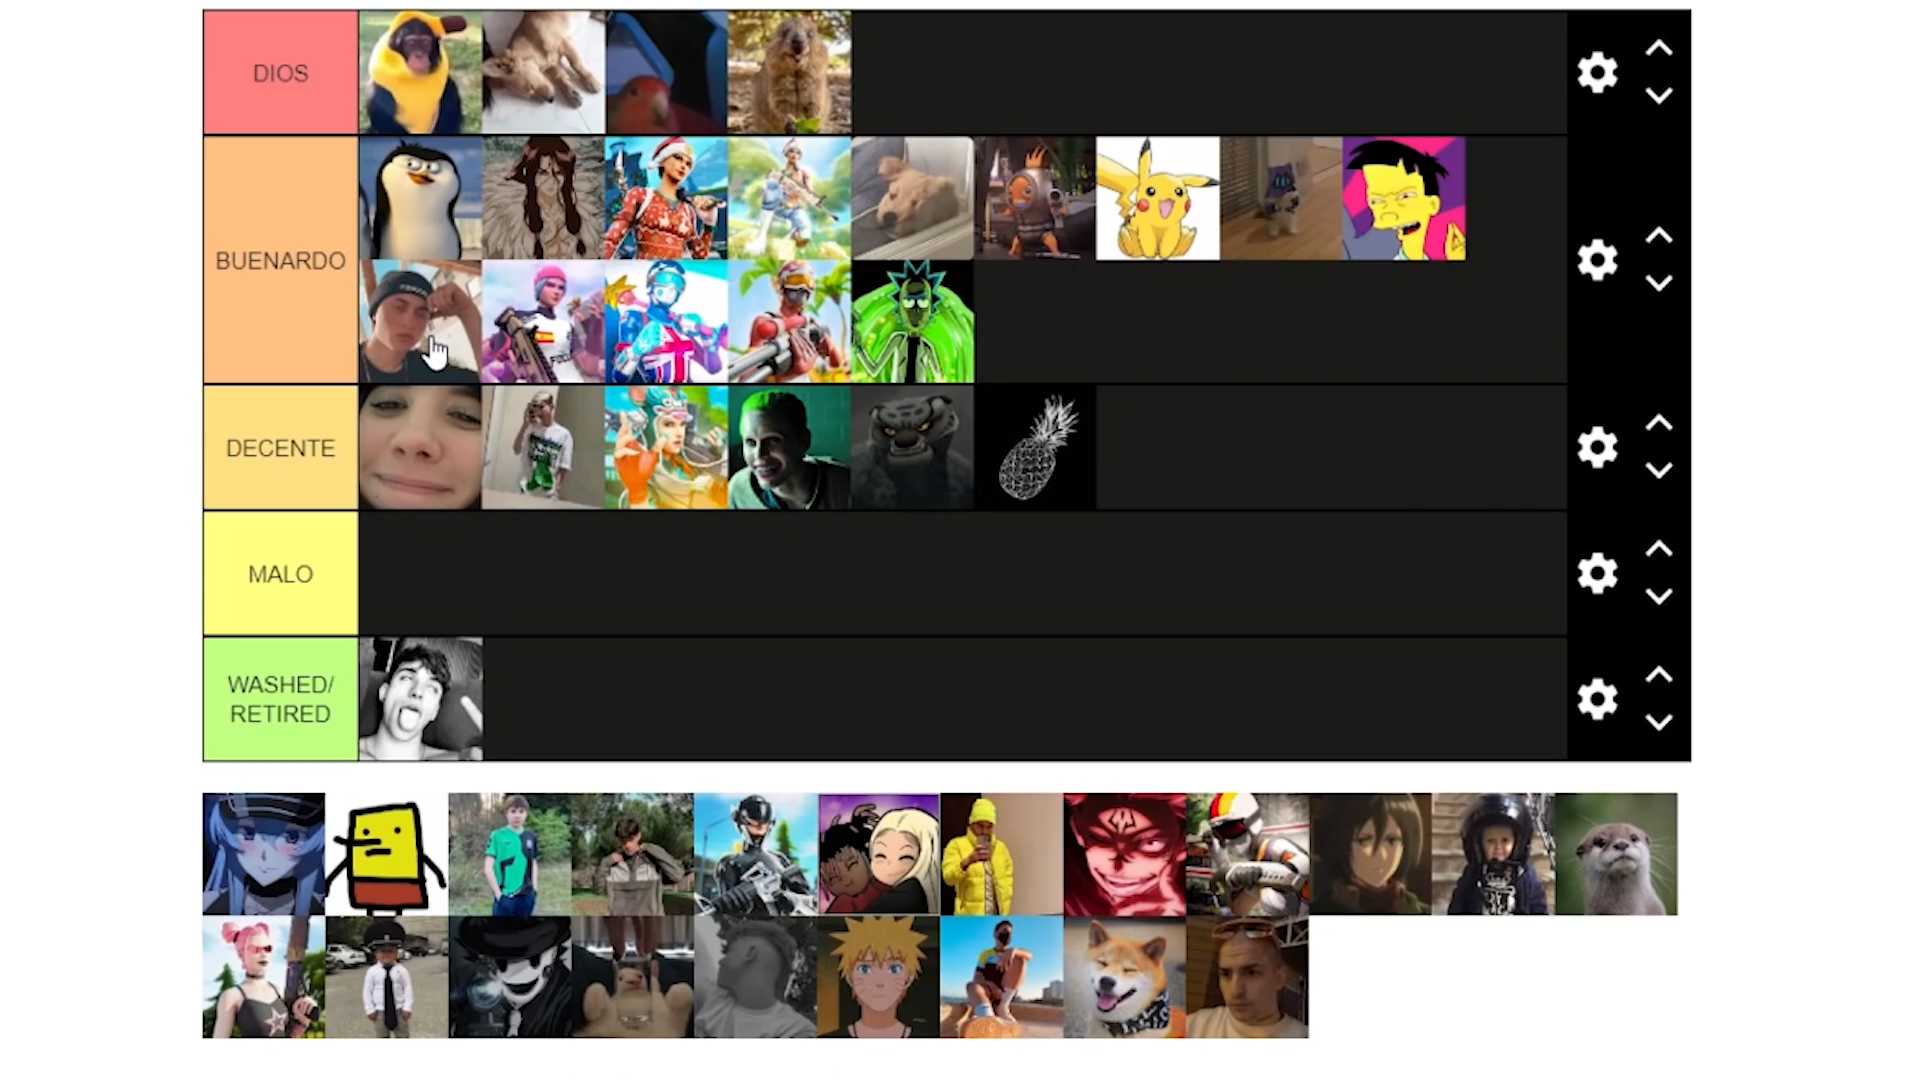 DIOS
BUENARDO
DECENTE
MALO
WASHED/
RETIRED